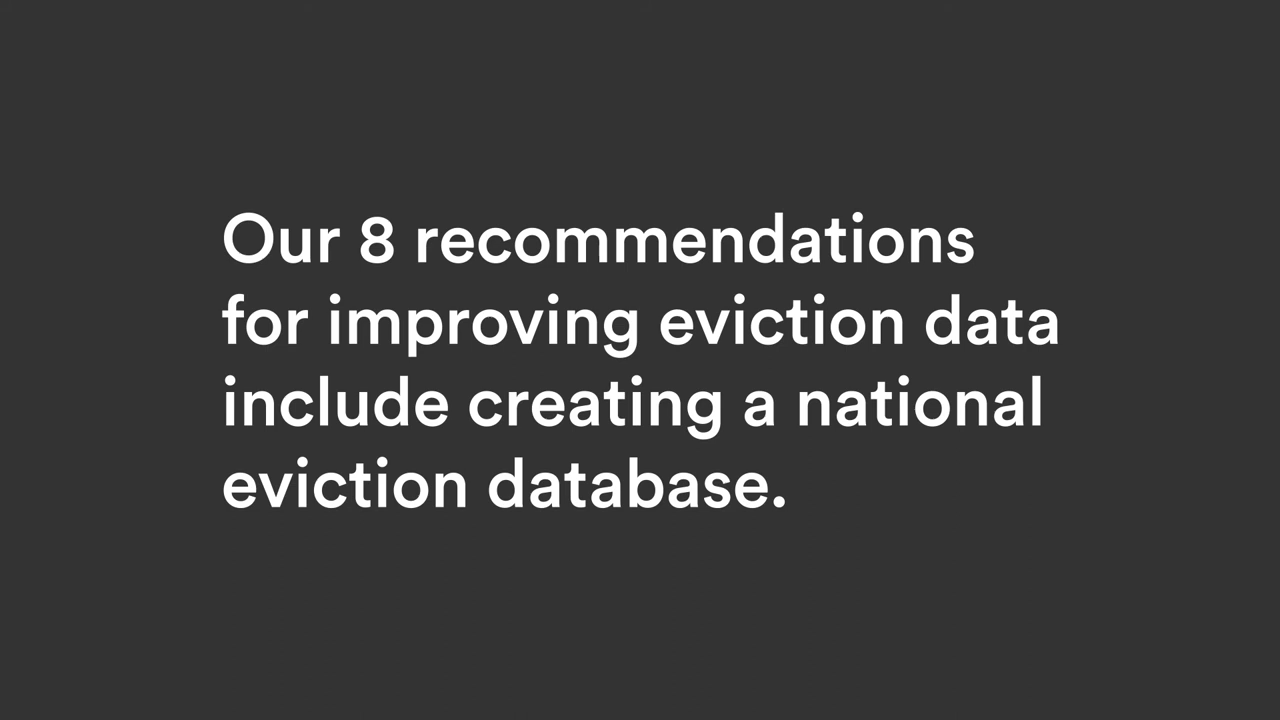 Our 8 recommendations
for improving eviction data
include creating a national
eviction database.